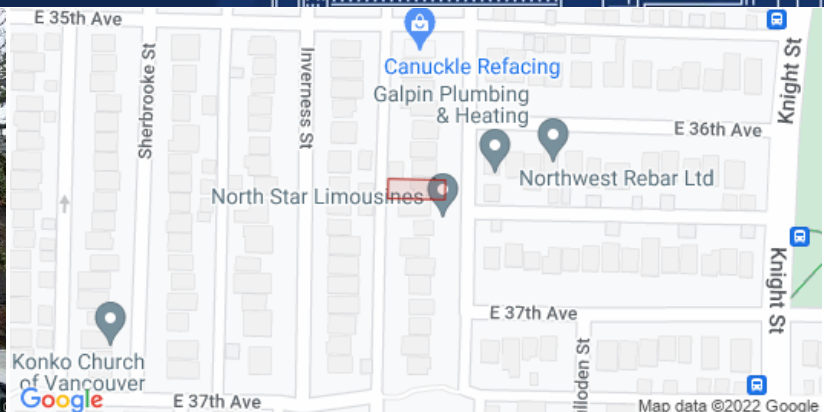 E 35th Ave
Sherbrooke St
Inverness St
Canuckle Refacing
Galpin Plumbing
& Heating
E 36th Ave
Knight St
Northwest Rebar Ltd
North Star Limousines
Knight St
E 37th Ave
lloden St
Konko Church
of Vancouver
E 37th Ave
Google
Map data ©2022 Google